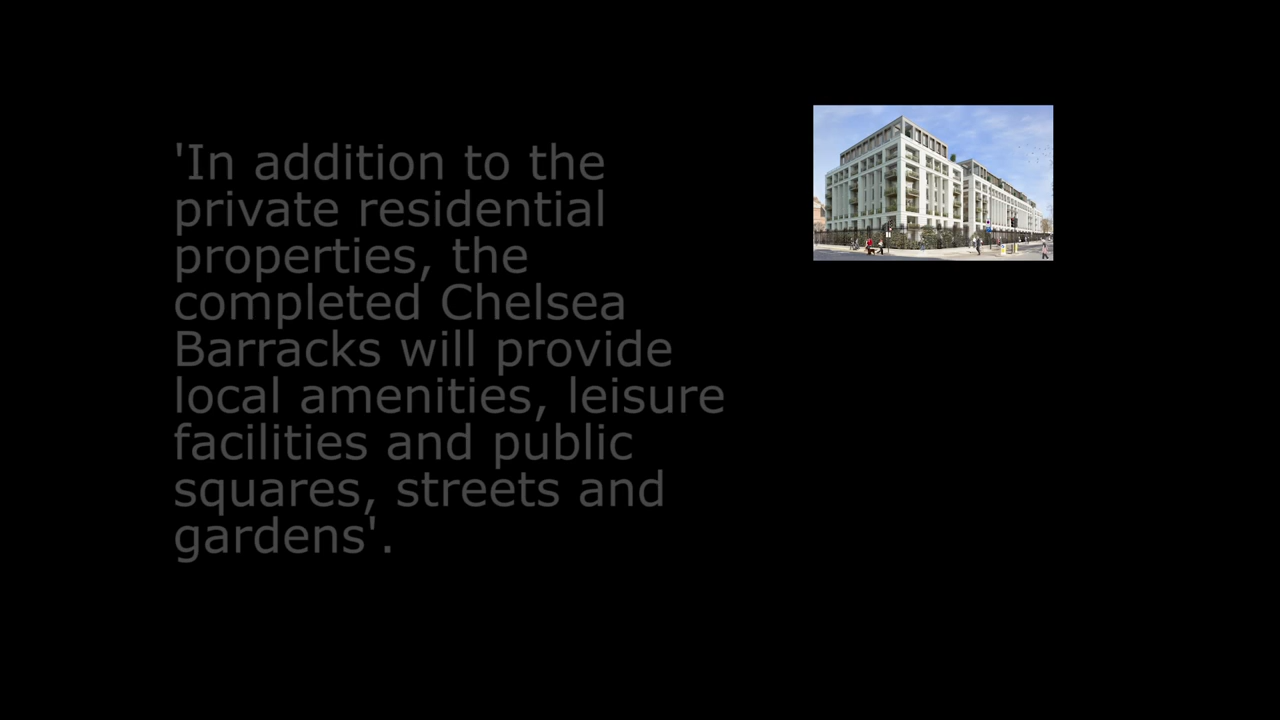 'In addition to the
private residential
properties, the
completed Chelsea
Barracks will provide
local amenities, leisure
facilities and public
squares, streets and
gardens'.